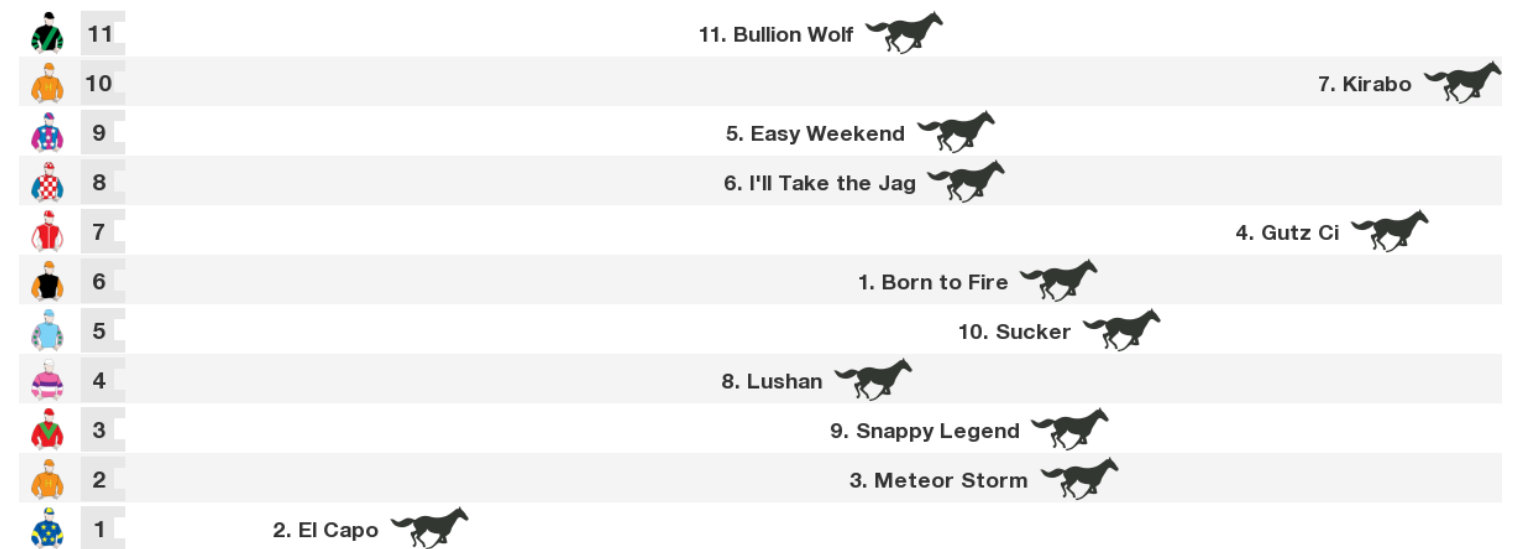 11 11. Bullion Wolf
10 7. Kirabo
9 5. Easy Weekend
8 6. I'll Take the Jag
7 4. Gutz Ci
6 1. Born to Fire
5 10. Sucker
4 8. Lushan
3 9. Snappy Legend
2 3. Meteor Storm
1 2. El Capo